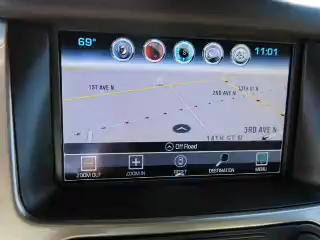 69° 11:01
1ST AVE N
2ND AVE N
13TH ST N
3RD AVE N
14TH ST N
Off Road
ZOOM OUT ZOOM IN RESET DESTINATION MENU